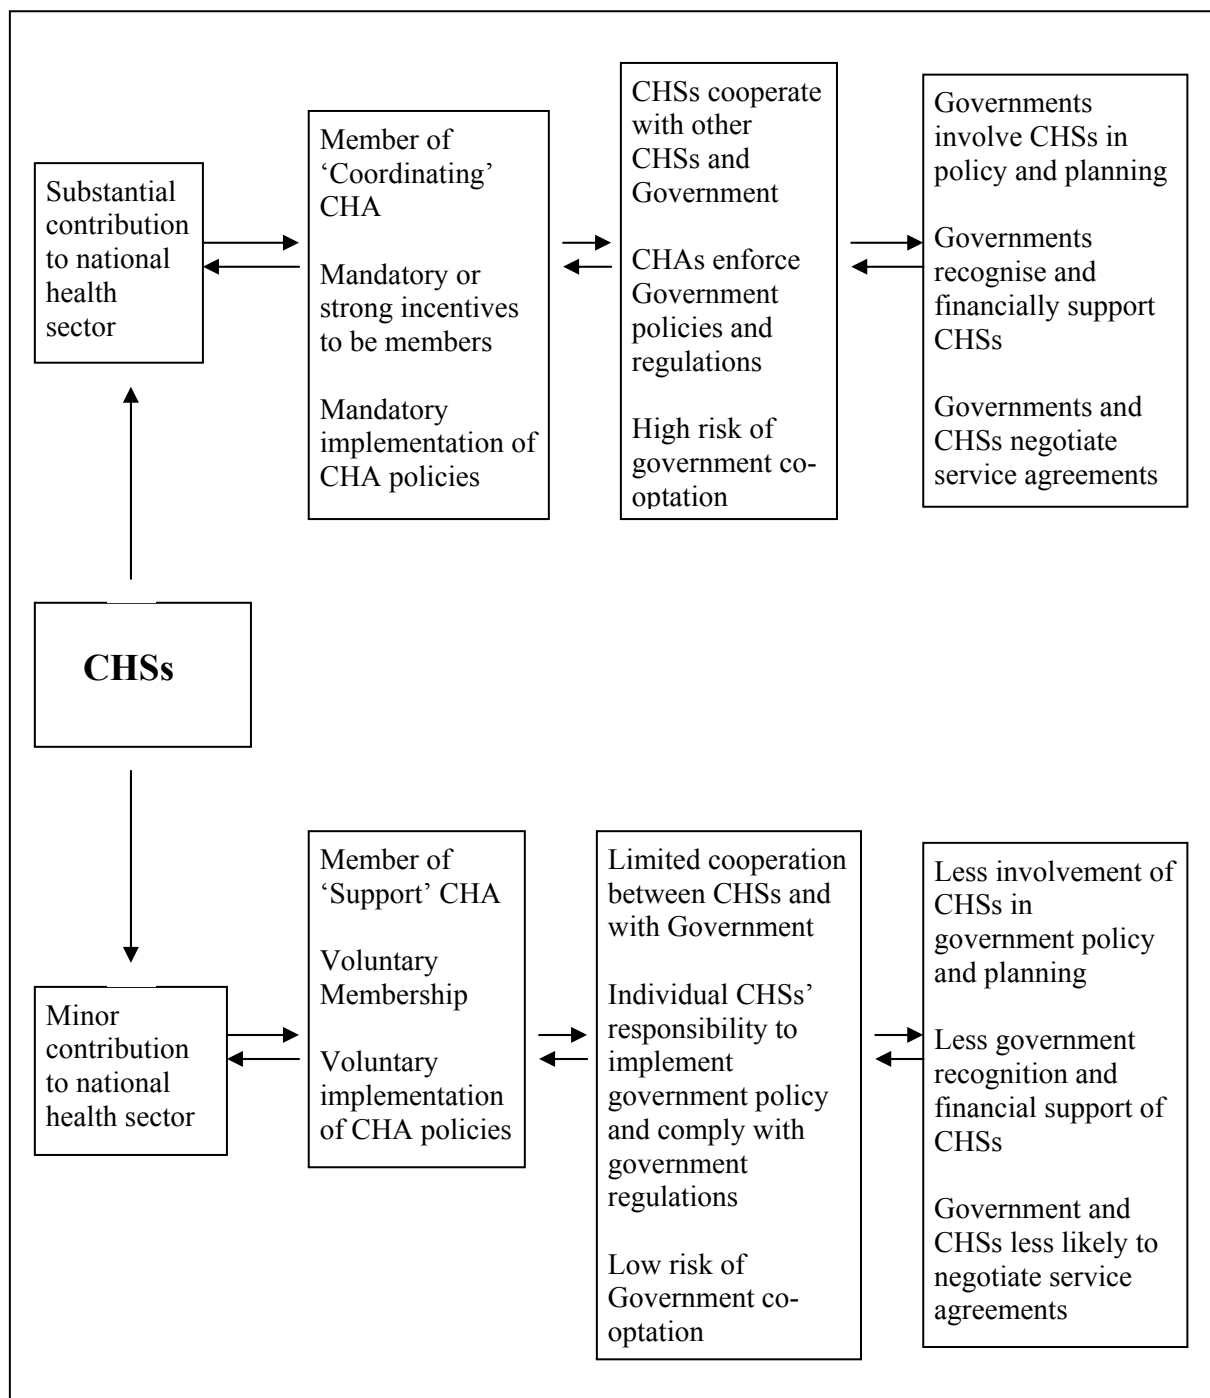 Substantial
contribution
to national
health
sector
Member of
‘Coordinating’
CHA
Mandatory or
strong incentives
to be members
Mandatory
implementation of
CHA policies
CHSs cooperate
with other
CHSs and
Government
CHAs enforce
Government
policies and
regulations
High risk of
government co-
optation
Governments
involve CHSs in
policy and planning
Governments
recognise and
financially support
CHSs
Governments and
CHSs negotiate
service agreements
CHSs
Minor
contribution
to national
health sector
Member of
‘Support’ CHA
Voluntary
Membership
Voluntary
implementation
of CHA policies
Limited cooperation
between CHSs and
with Government
Individual CHSs’
responsibility to
implement
government policy
and comply with
government
regulations
Low risk of
Government co-
optation
Less involvement of
CHSs in
government policy
and planning
Less government
recognition and
financial support of
CHSs
Government and
CHSs less likely to
negotiate service
agreements